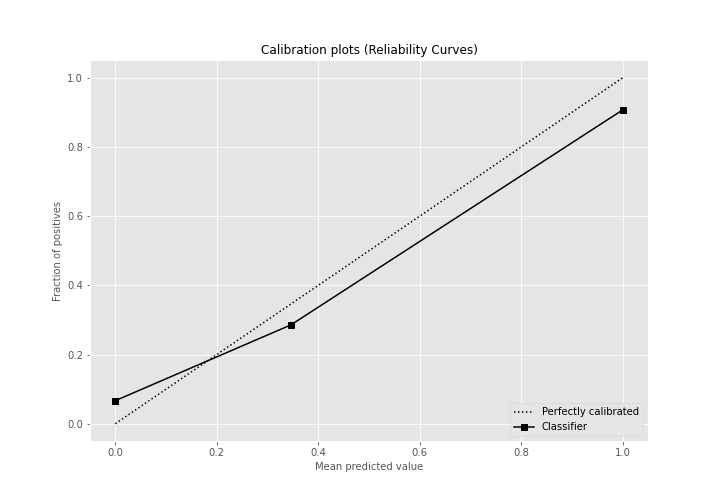 Calibration plots (Reliability Curves)
1.0
0.8
0.6
0.4
0.2
0.0
Fraction of positives
0.0 0.2 0.4 0.6 0.8 1.0
Mean predicted value
Perfectly calibrated
Classifier